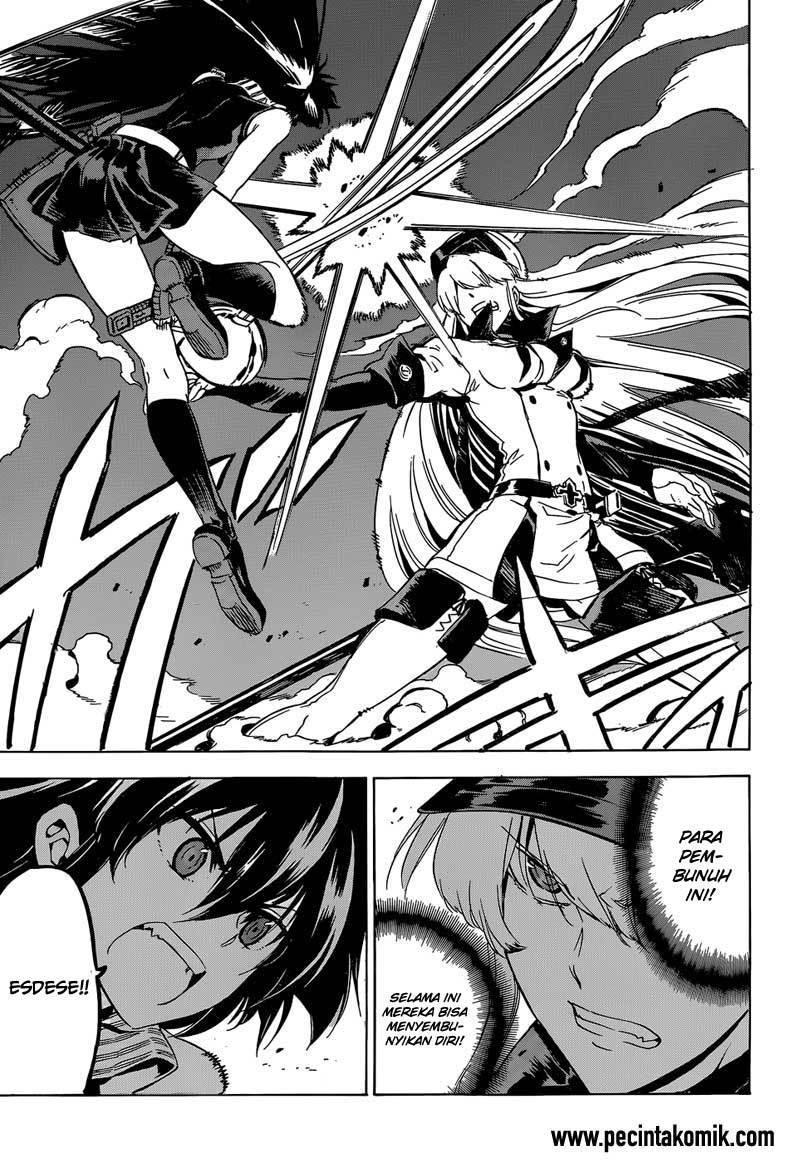 PARA
PEM-
BUNUH
INI!
SELAMA INI
MEREKA BISA
MENYEMBU-
NYIKAN DIRI!
ESDESE!!
www.pecintakomik.com